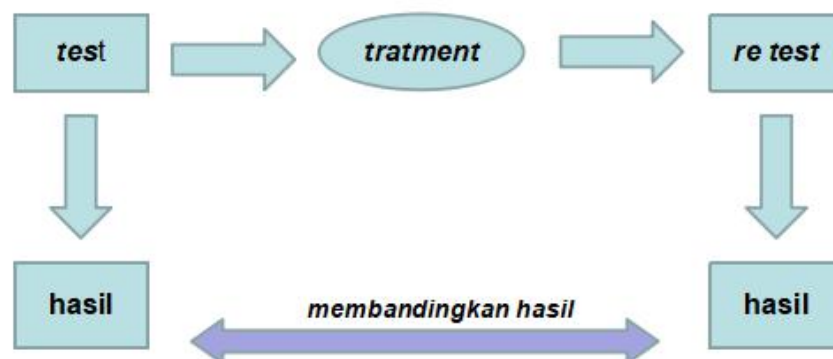 test
tratment
re test
membandingkan hasil
hasil
hasil